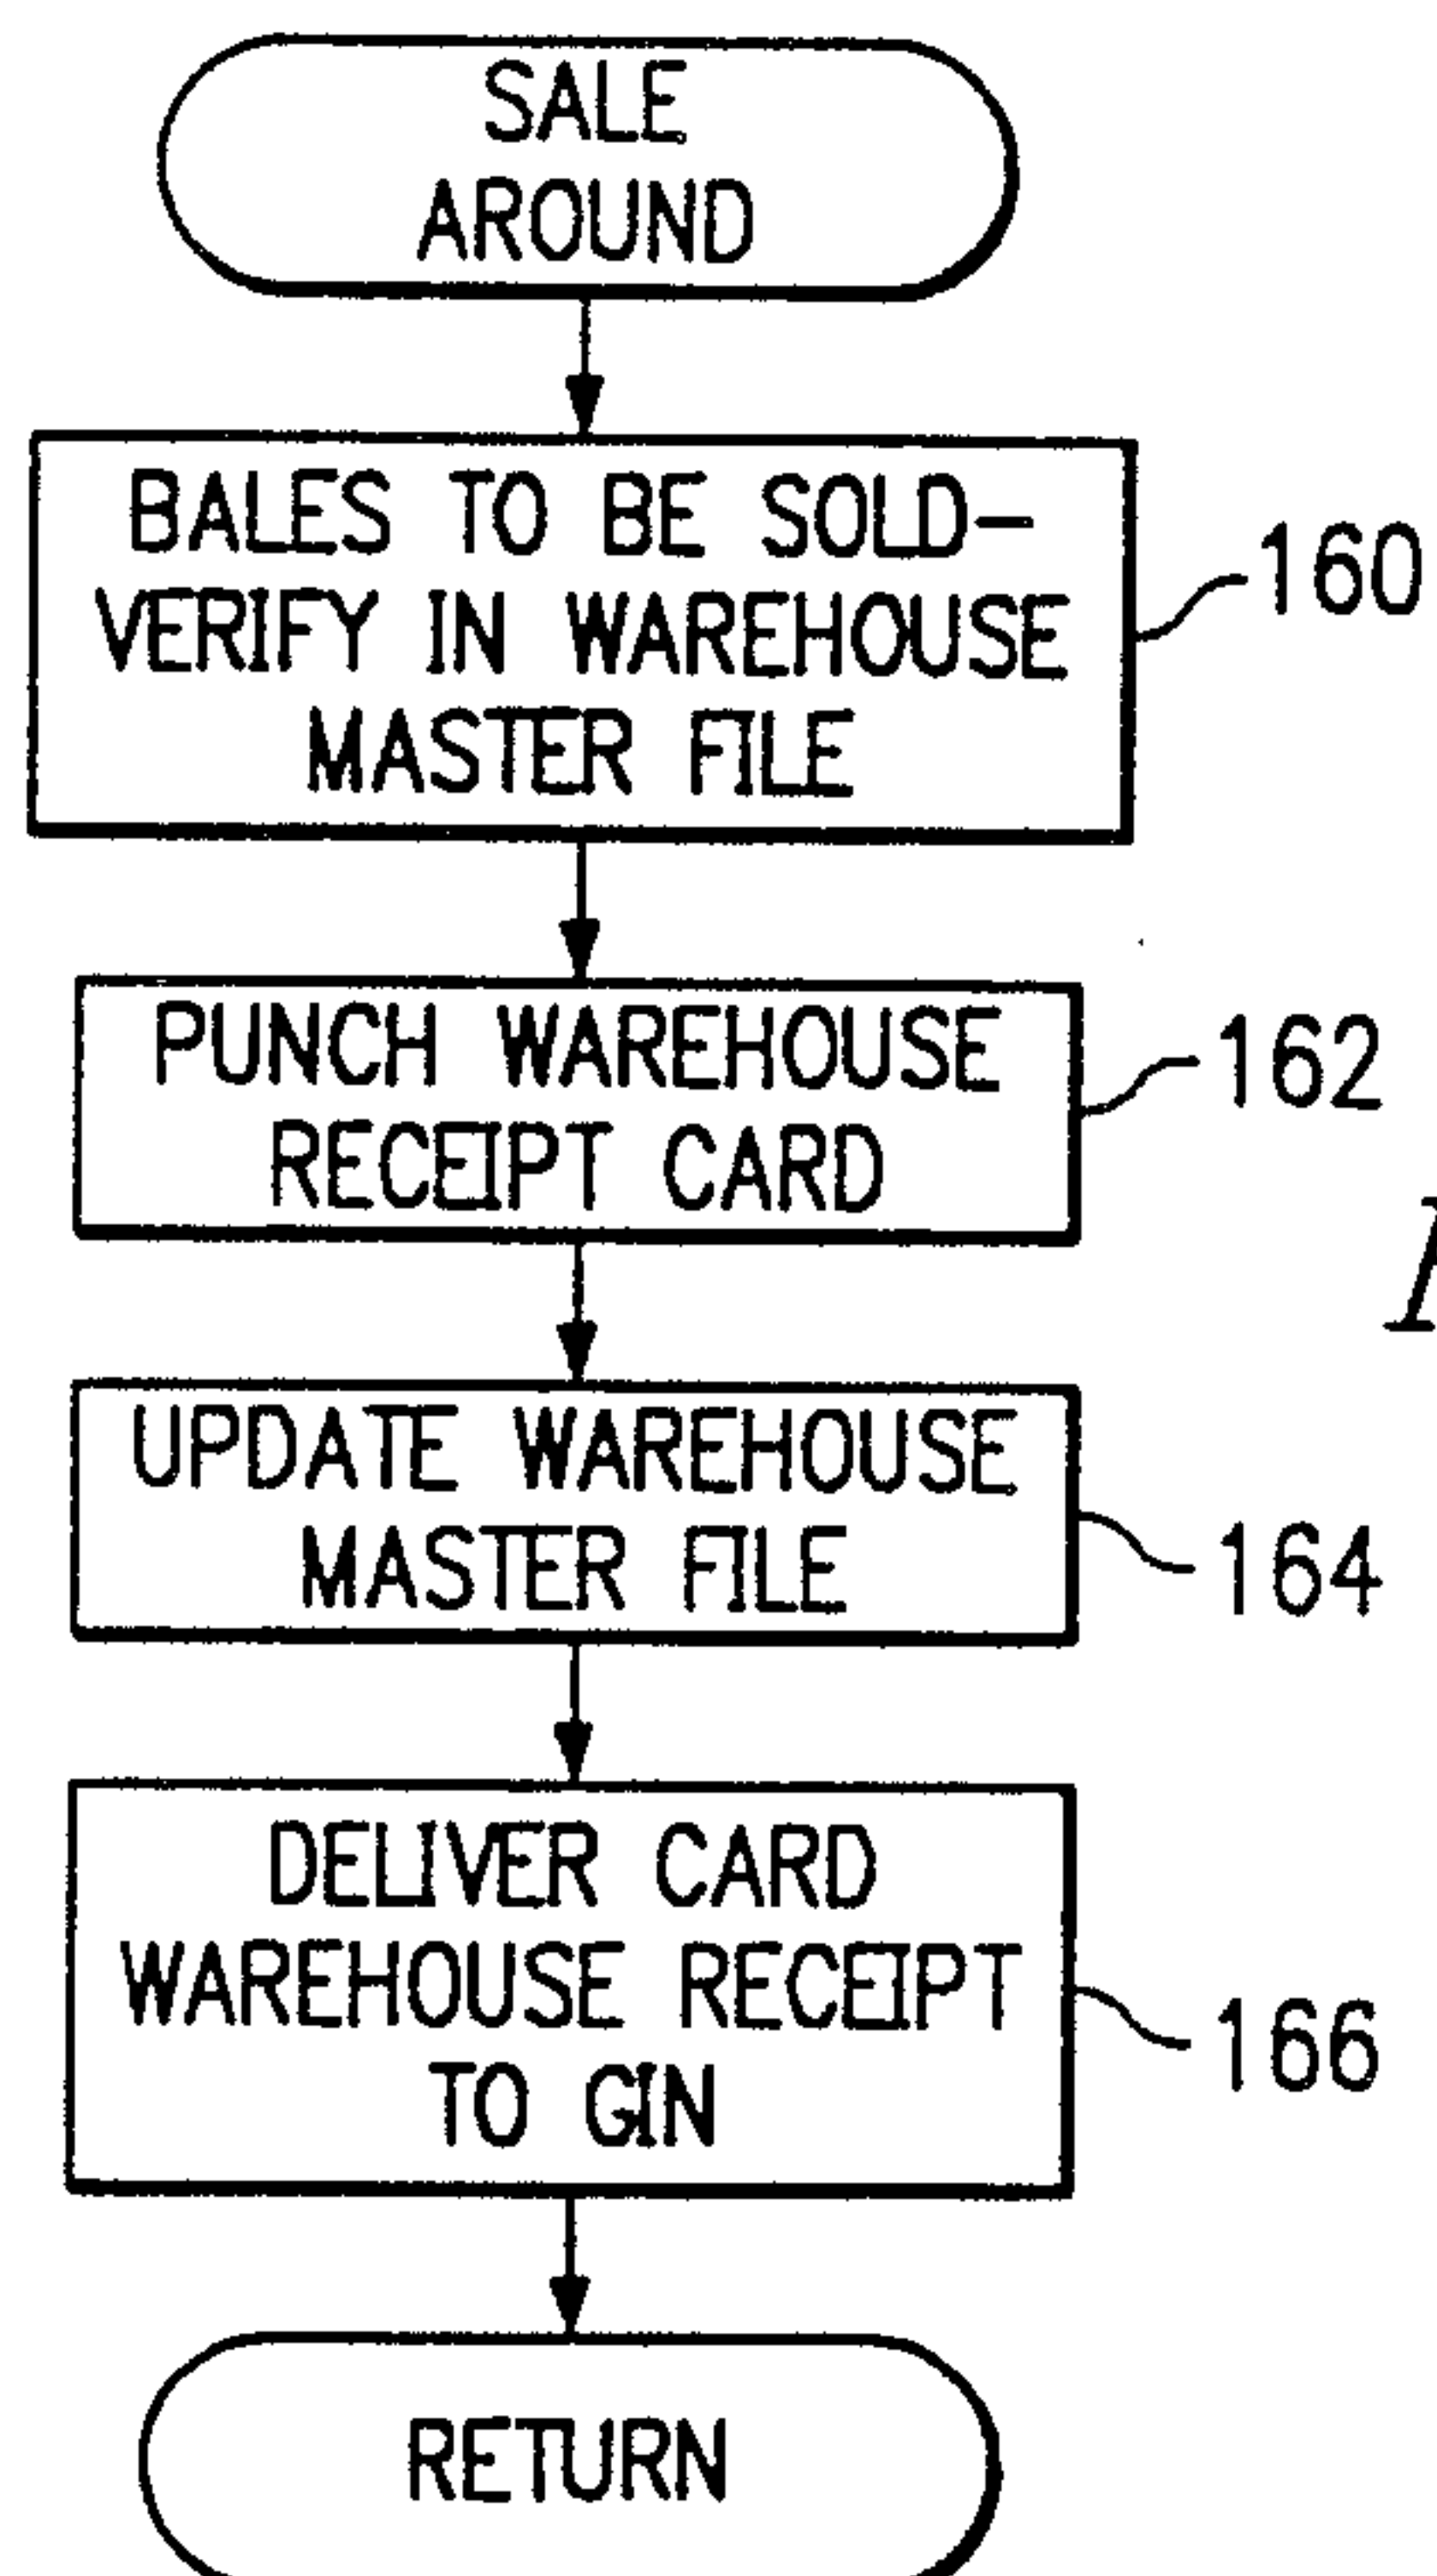 SALE
AROUND
BALES TO BE SOLD-
VERIFY IN WAREHOUSE
MASTER FILE
160
PUNCH WAREHOUSE
RECEIPT CARD
162
UPDATE WAREHOUSE
MASTER FILE
164
DELIVER CARD
WAREHOUSE RECEIPT
TO GIN
166
RETURN